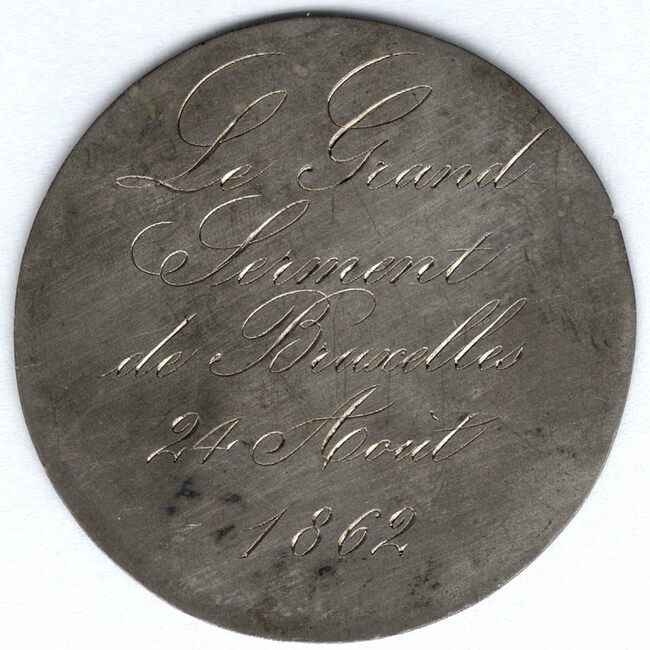 Le Grand
Serment
de Bruxelles
24 Août
1862